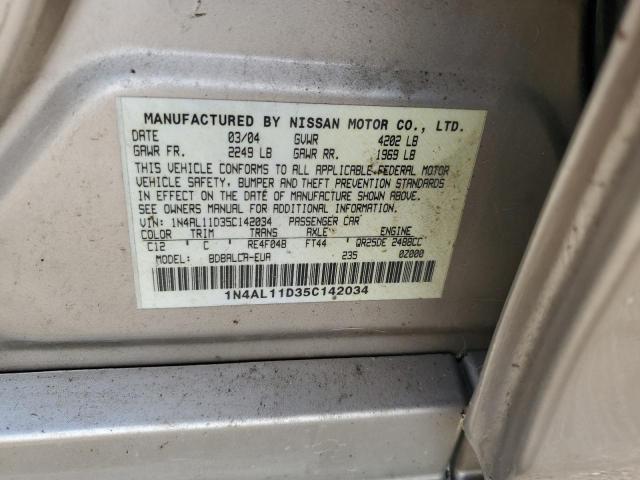 MANUFACTURED BY NISSAN MOTOR CO., LTD.
DATE 03/04 GVWR 4202 LB
GAWR FR. 2249 LB GAWR RR. 1969 LB
THIS VEHICLE CONFORMS TO ALL APPLICABLE FEDERAL MOTOR
VEHICLE SAFETY, BUMPER AND THEFT PREVENTION STANDARDS
IN EFFECT ON THE DATE OF MANUFACTURE SHOWN ABOVE.
SEE OWNERS MANUAL FOR ADDITIONAL INFORMATION.
VIN: 1N4AL11D35C142034 PASSENGER CAR
COLOR TRIM TRANS AXLE ENGINE
C12 C RE4F04B FT44 QR25DE 2488CC
MODEL: BDBALCA-EUA 235 0Z000
1N4AL11D35C142034